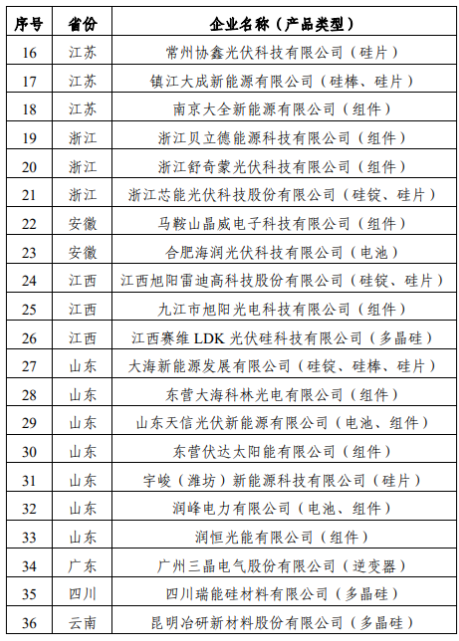 序号 省份 企业名称（产品类型）
16 江苏 常州协鑫光伏科技有限公司（硅片）
17 江苏 镇江大成新能源有限公司（硅棒、硅片）
18 江苏 南京大全新能源有限公司（组件）
19 浙江 浙江贝立德能源科技有限公司（组件）
20 浙江 浙江舒奇蒙光伏科技有限公司（组件）
21 浙江 浙江芯能光伏科技股份有限公司（硅锭、硅片）
22 安徽 马鞍山晶威电子科技有限公司（组件）
23 安徽 合肥海润光伏科技有限公司（电池）
24 江西 江西旭阳雷迪高科技股份有限公司（硅锭、硅片）
25 江西 九江市旭阳光电科技有限公司（组件）
26 江西 江西赛维 LDK 光伏硅科技有限公司（多晶硅）
27 山东 大海新能源发展有限公司（硅锭、硅棒、硅片）
28 山东 东营大海科林光电有限公司（组件）
29 山东 山东天信光伏新能源有限公司（电池、组件）
30 山东 东营伏达太阳能有限公司（组件）
31 山东 宇峻（潍坊）新能源科技有限公司（硅片）
32 山东 润峰电力有限公司（电池、组件）
33 山东 润恒光能有限公司（组件）
34 广东 广州三晶电气股份有限公司（逆变器）
35 四川 四川瑞能硅材料有限公司（多晶硅）
36 云南 昆明冶研新材料股份有限公司（多晶硅）